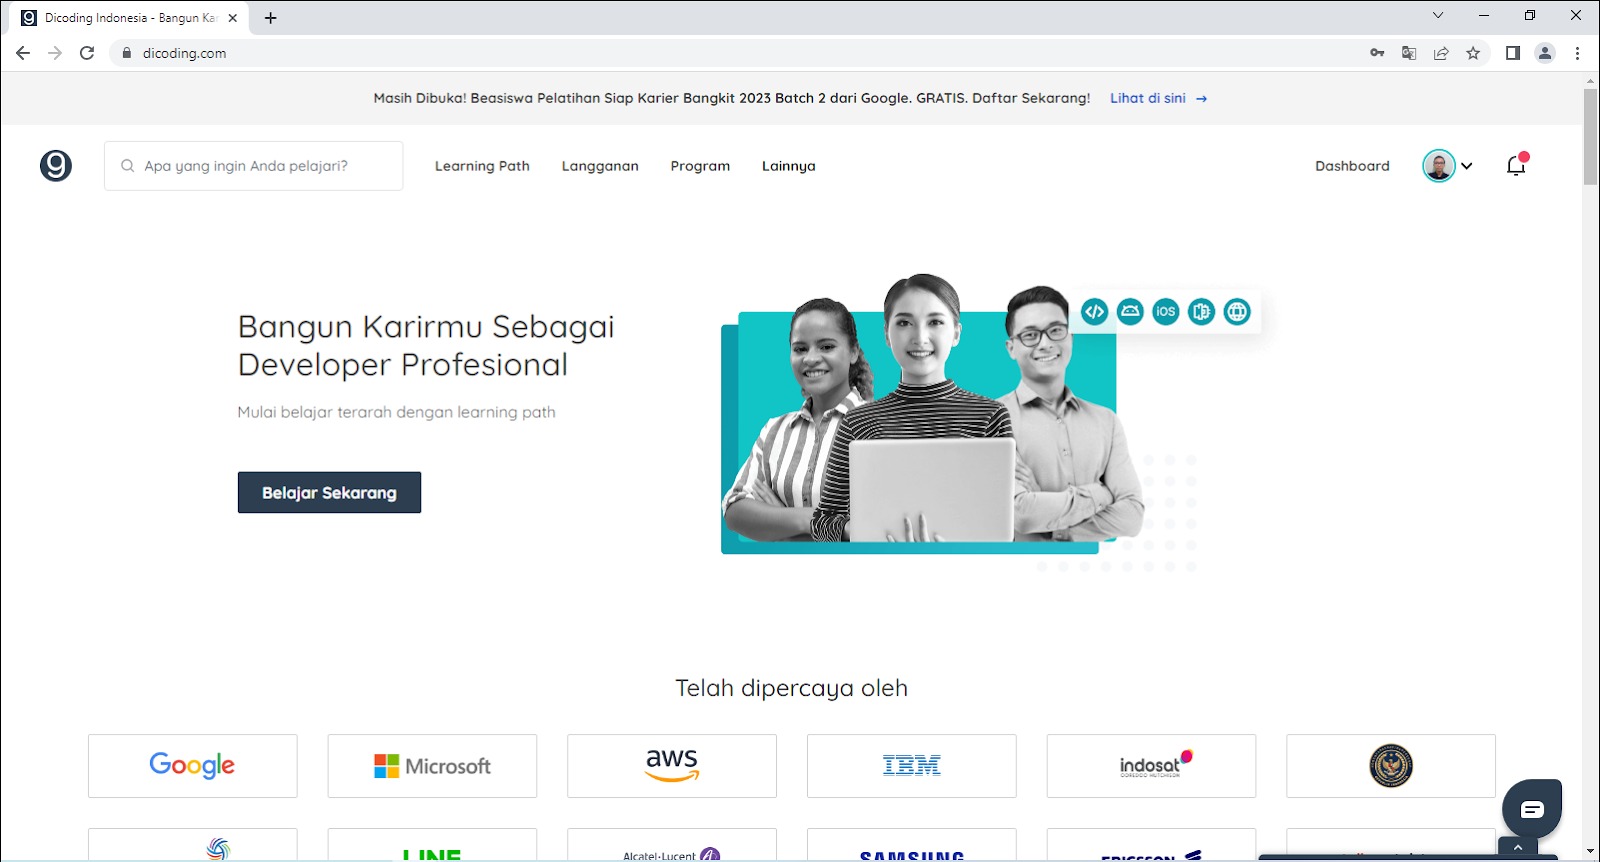 Dicoding Indonesia - Bangun Kar
dicoding.com
Masih Dibuka! Beasiswa Pelatihan Siap Karier Bangkit 2023 Batch 2 dari Google. GRATIS. Daftar Sekarang! Lihat di sini →
Apa yang ingin Anda pelajari?
Learning Path
Langganan
Program
Lainnya
Dashboard
iOS
Bangun Karirmu Sebagai
Developer Profesional
Mulai belajar terarah dengan learning path
Belajar Sekarang
Telah dipercaya oleh
Google
Microsoft
aws
IBM
indosat
OOREDOO HUTCHISON
LINE
Alcatel·Lucent
SAMSUNG
ERICSSON